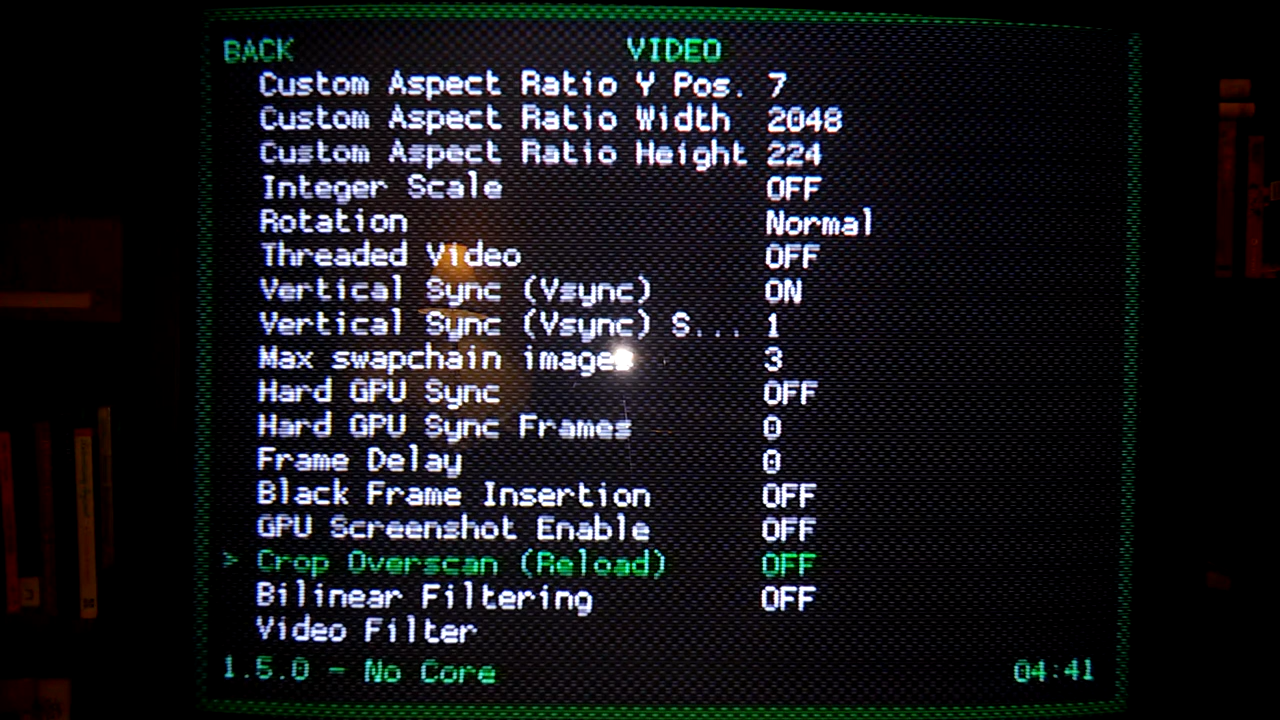 BACK VIDEO
Custom Aspect Ratio Y Pos. 7
Custom Aspect Ratio Width 2048
Custom Aspect Ratio Height 224
Integer Scale OFF
Rotation Normal
Threaded Video OFF
Vertical Sync (Vsync) ON
Vertical Sync (Vsync) S... 1
Max swapchain images 3
Hard GPU Sync OFF
Hard GPU Sync Frames 0
Frame Delay 0
Black Frame Insertion OFF
GPU Screenshot Enable OFF
> Crop Overscan (Reload) OFF
Bilinear Filtering OFF
Video Filter
1.5.0 - No Core 04:41